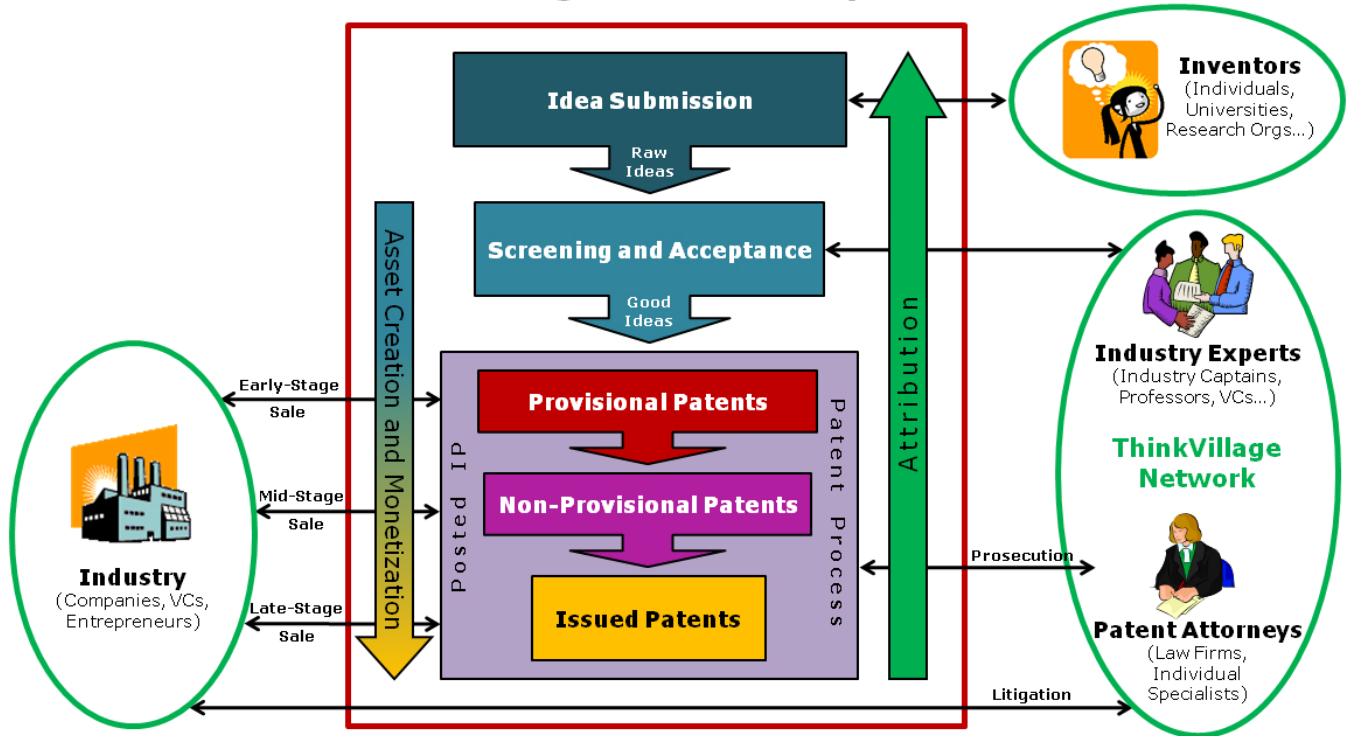 Idea Submission
Raw
Ideas
Inventors
(Individuals,
Universities,
Research Orgs...)
Screening and Acceptance
Good
Ideas
Asset Creation and Monetization
Attribution
Industry Experts
(Industry Captains,
Professors, VCs...)
ThinkVillage
Network
Patent Attorneys
(Law Firms,
Individual
Specialists)
Posted IP
Patent Process
Provisional Patents
Non-Provisional Patents
Issued Patents
Early-Stage
Sale
Mid-Stage
Sale
Late-Stage
Sale
Industry
(Companies, VCs,
Entrepreneurs)
Prosecution
Litigation